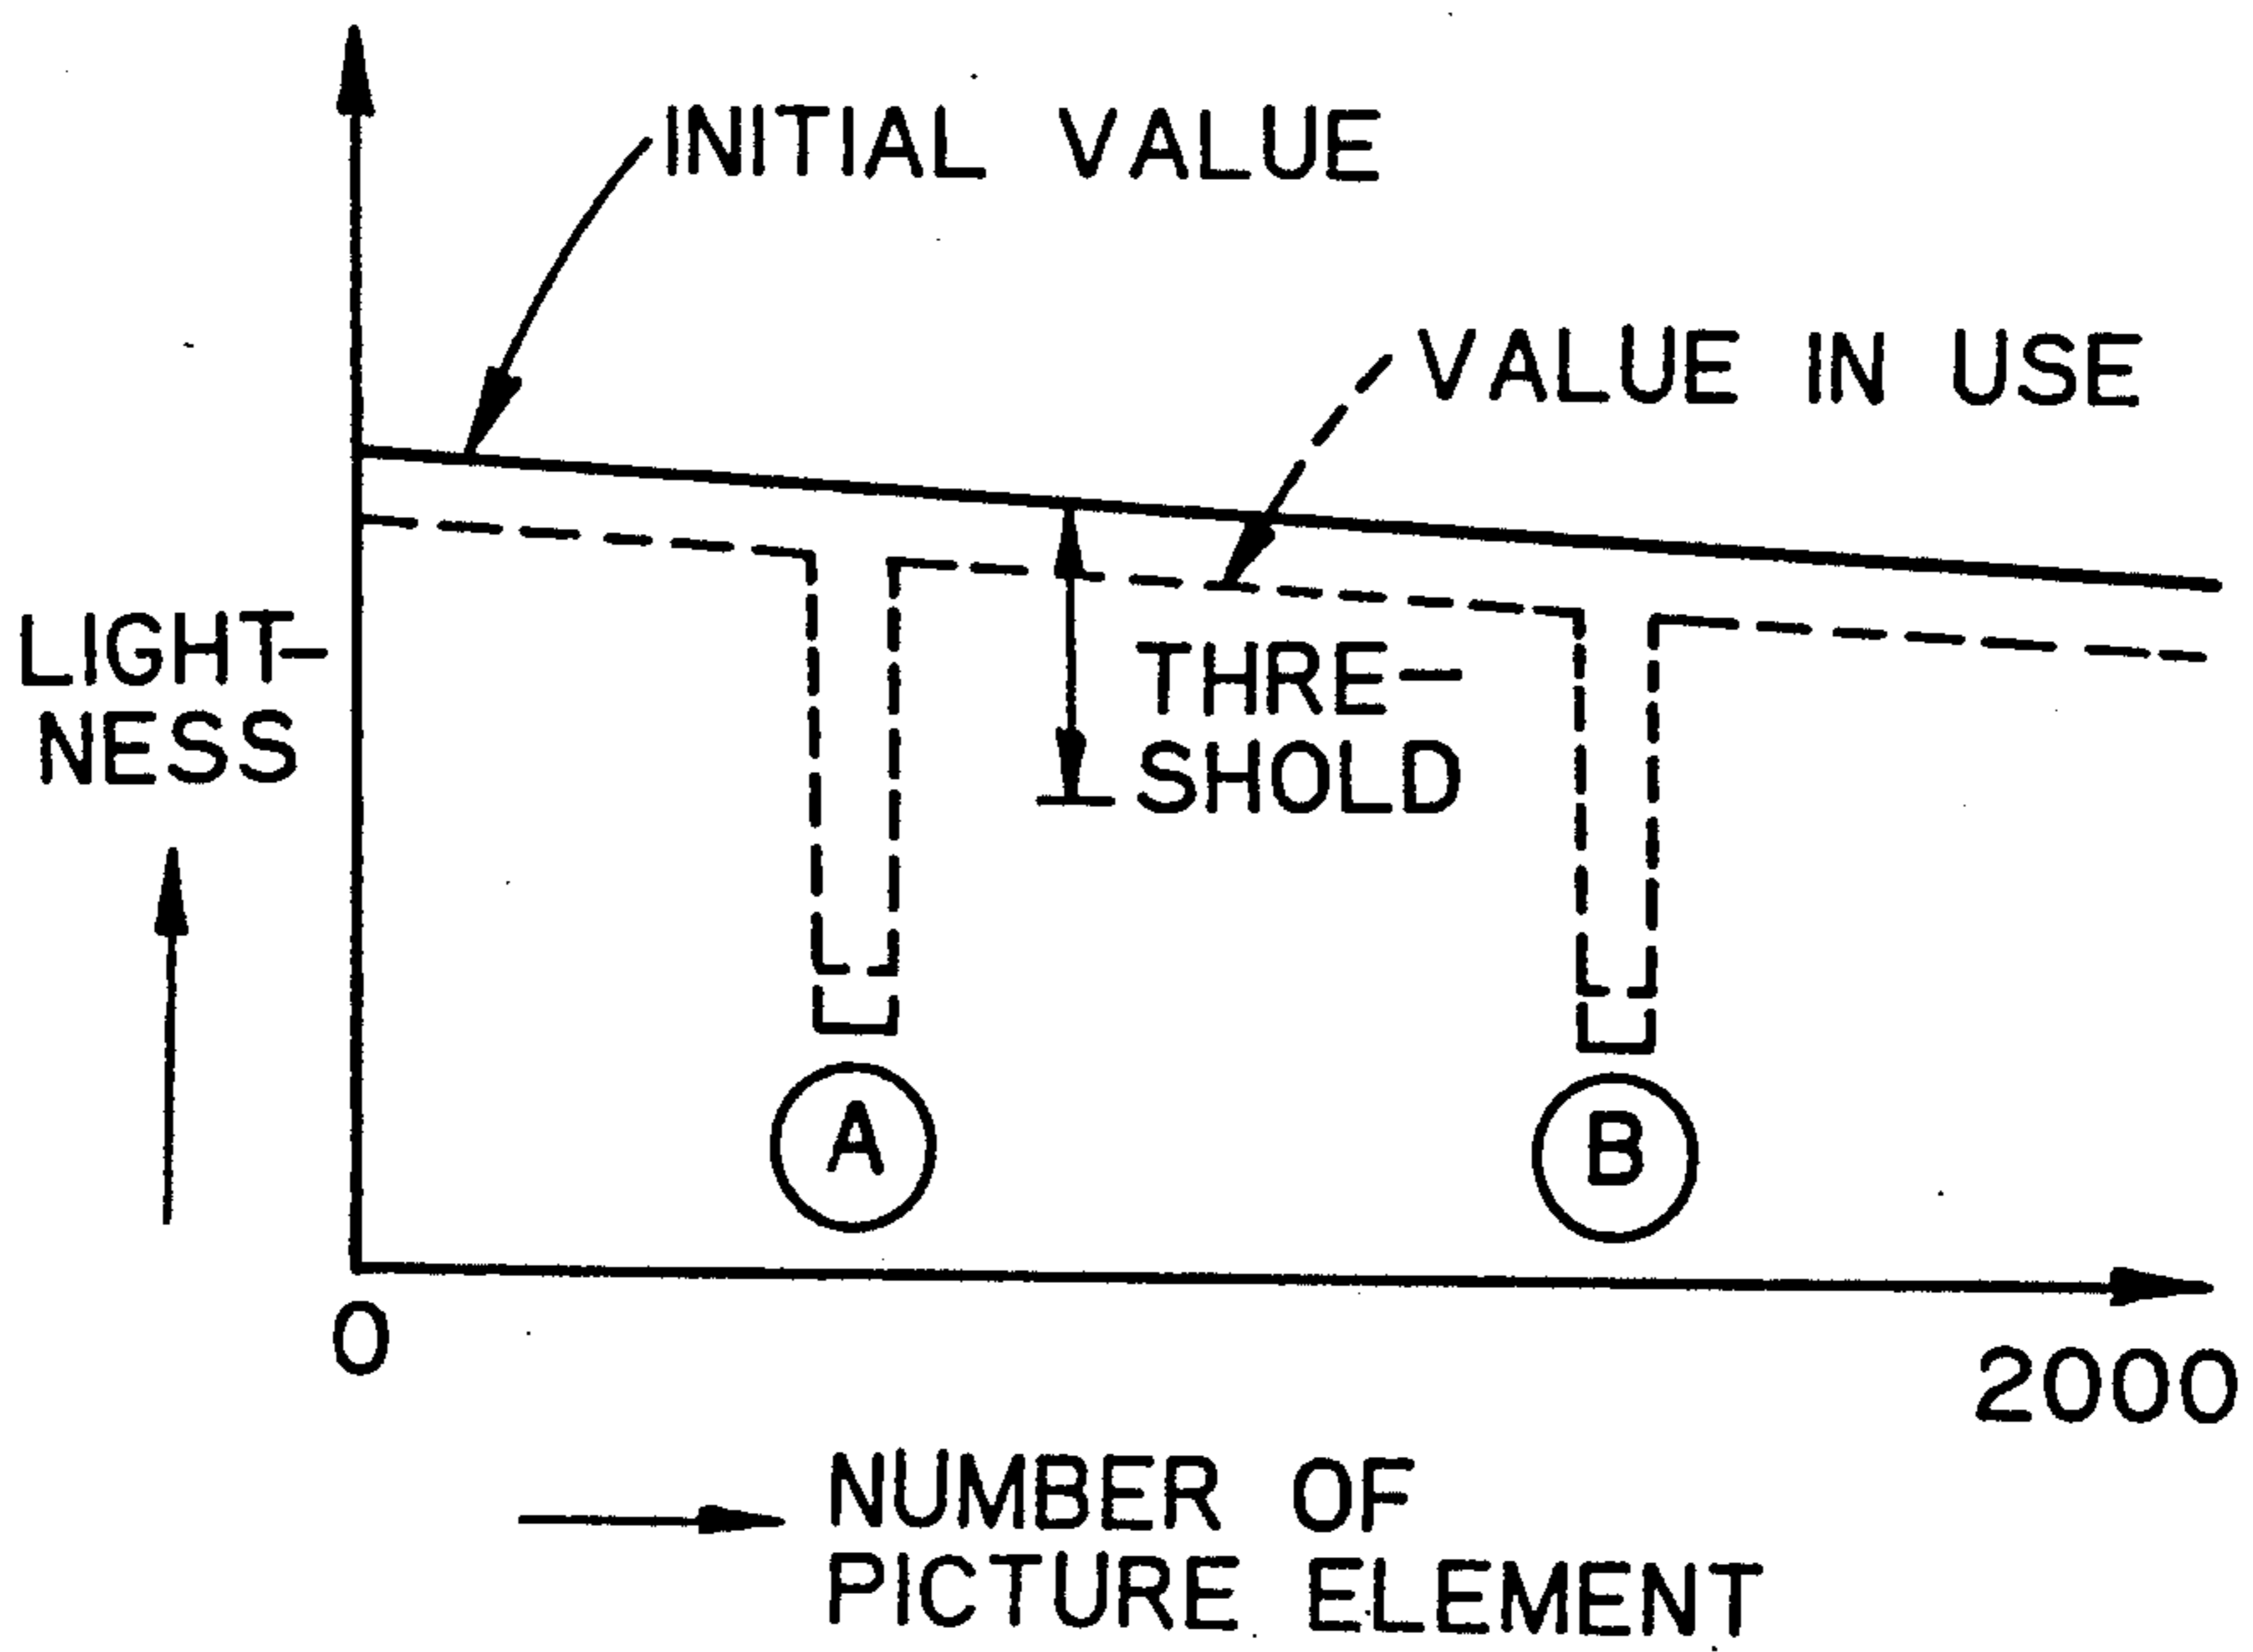 INITIAL VALUE
VALUE IN USE
LIGHT-
NESS
THRE-
SHOLD
A
B
0
2000
NUMBER OF
PICTURE ELEMENT